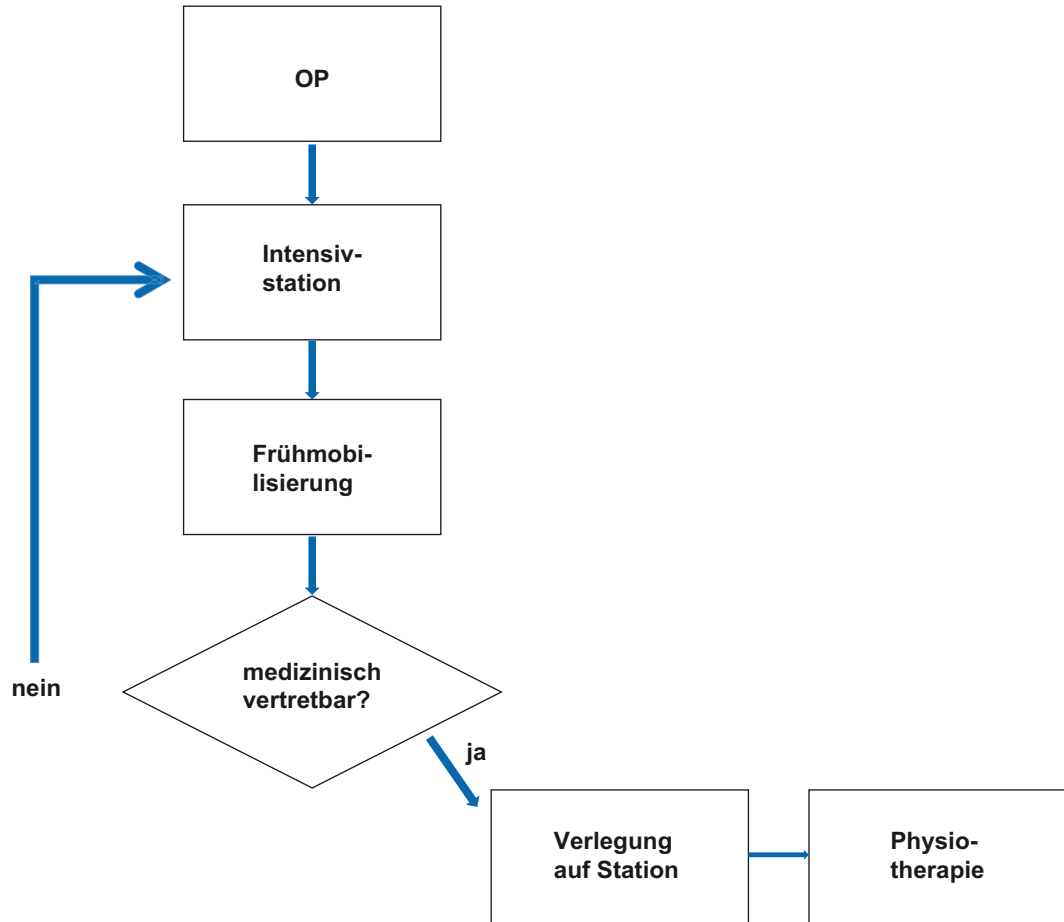 OP
Intensiv-
station
Frühmobi-
lisierung
medizinisch
vertretbar?
nein
ja
Verlegung
auf Station
Physio-
therapie